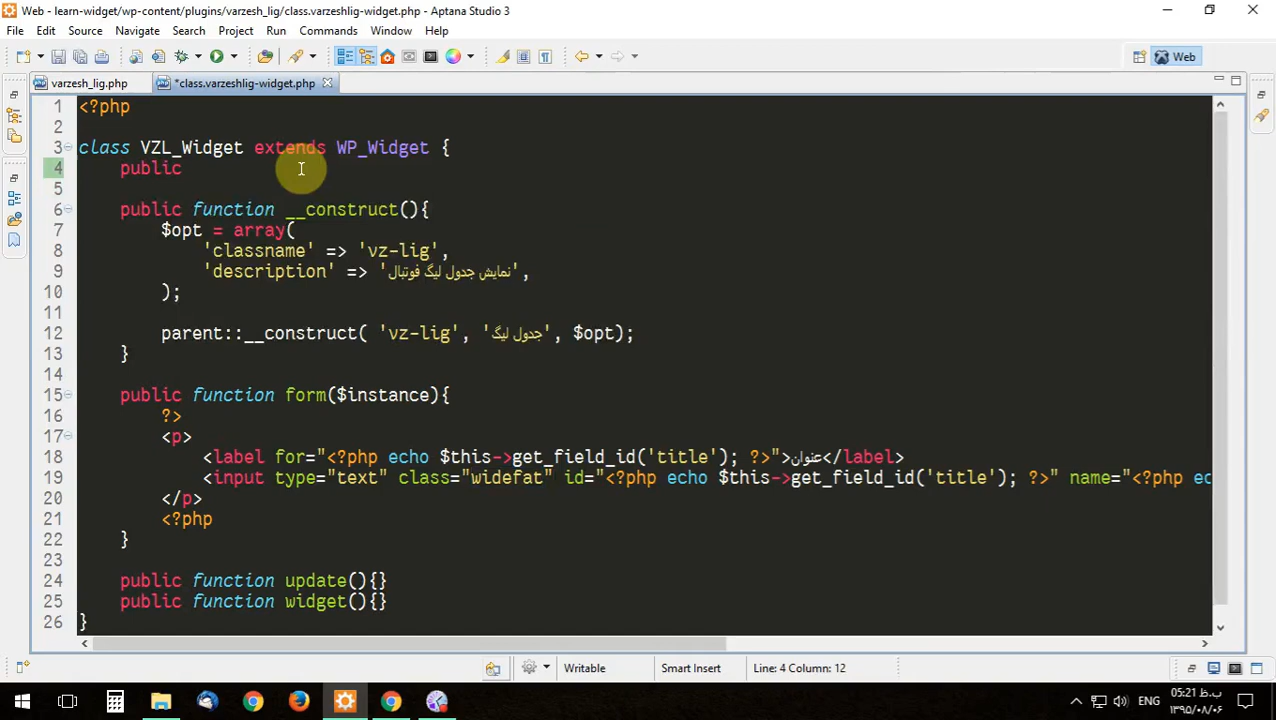 Web - learn-widget/wp-content/plugins/varzesh_lig/class.varzeshlig-widget.php - Aptana Studio 3
File Edit Source Navigate Search Project Run Commands Window Help
Web
varzesh_lig.php *class.varzeshlig-widget.php
1 <?php
2
3 class VZL_Widget extends WP_Widget {
4 public
5
6 public function __construct(){
7 $opt = array(
8 'classname' => 'vz-lig',
9 'description' => 'نمایش جدول لیگ فوتبال',
10 );
11
12 parent::__construct( 'vz-lig', 'جدول لیگ', $opt);
13 }
14
15 public function form($instance){
16 ?>
17 <p>
18 <label for="<?php echo $this->get_field_id('title'); ?>">عنوان</label>
19 <input type="text" class="widefat" id="<?php echo $this->get_field_id('title'); ?>" name="<?php ec
20 </p>
21 <?php
22 }
23
24 public function update(){}
25 public function widget(){}
26 }
Writable Smart Insert Line: 4 Column: 12
ENG 05:21 ب.ظ
۱۳۹۵/۰۸/۰۶